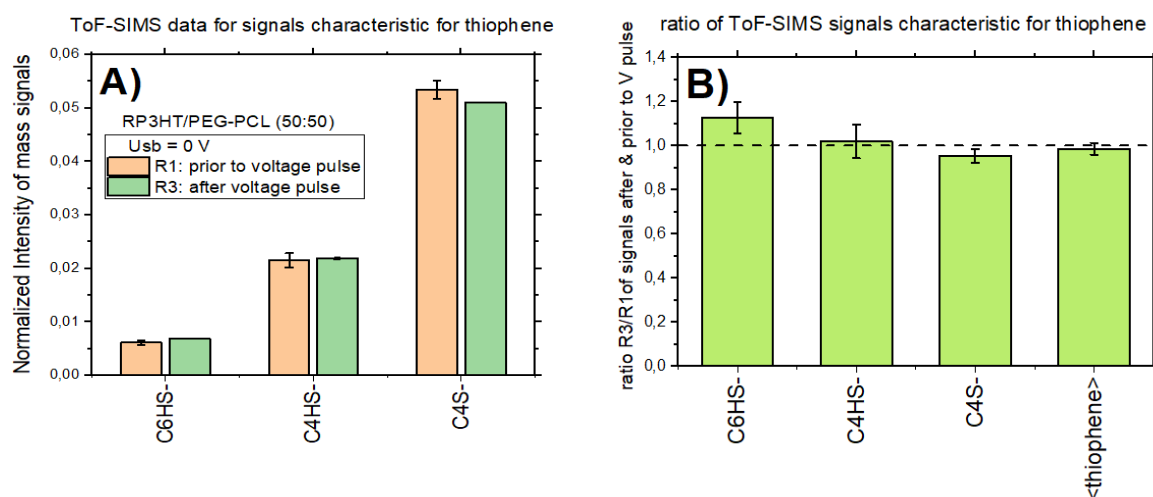 ToF-SIMS data for signals characteristic for thiophene
A)
Normalized Intensity of mass signals
0,06
0,05
0,04
0,03
0,02
0,01
0,00
RP3HT/PEG-PCL (50:50)
Usb = 0 V
R1: prior to voltage pulse
R3: after voltage pulse
C6HS-
C4HS-
C4S-
ratio of ToF-SIMS signals characteristic for thiophene
B)
ratio R3/R1of signals after & prior to V pulse
1,4
1,2
1,0
0,8
0,6
0,4
0,2
0,0
C6HS-
C4HS-
C4S-
<thiophene>